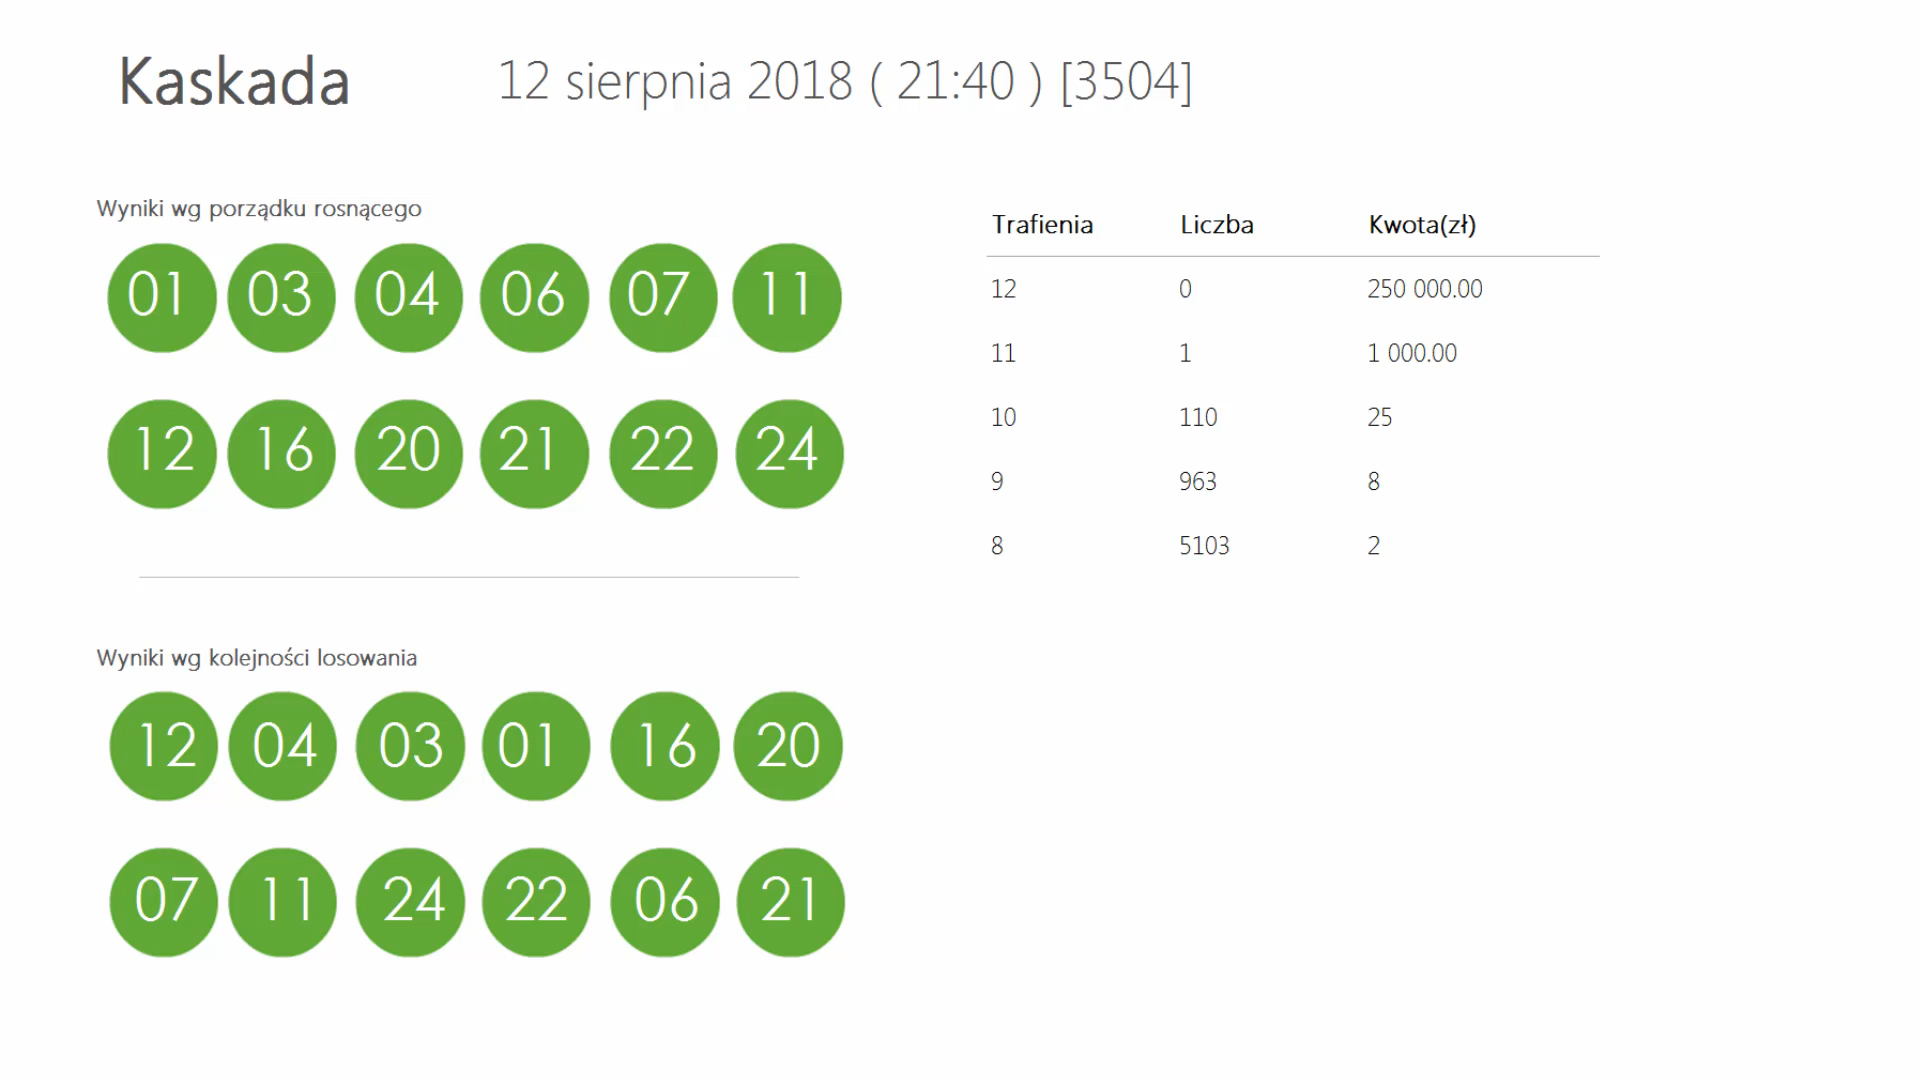 Kaskada 12 sierpnia 2018 ( 21:40 ) [3504]
Wyniki wg porządku rosnącego
01 03 04 06 07 11
12 16 20 21 22 24
Wyniki wg kolejności losowania
12 04 03 01 16 20
07 11 24 22 06 21
Trafienia Liczba Kwota(zł)
12 0 250 000.00
11 1 1 000.00
10 110 25
9 963 8
8 5103 2